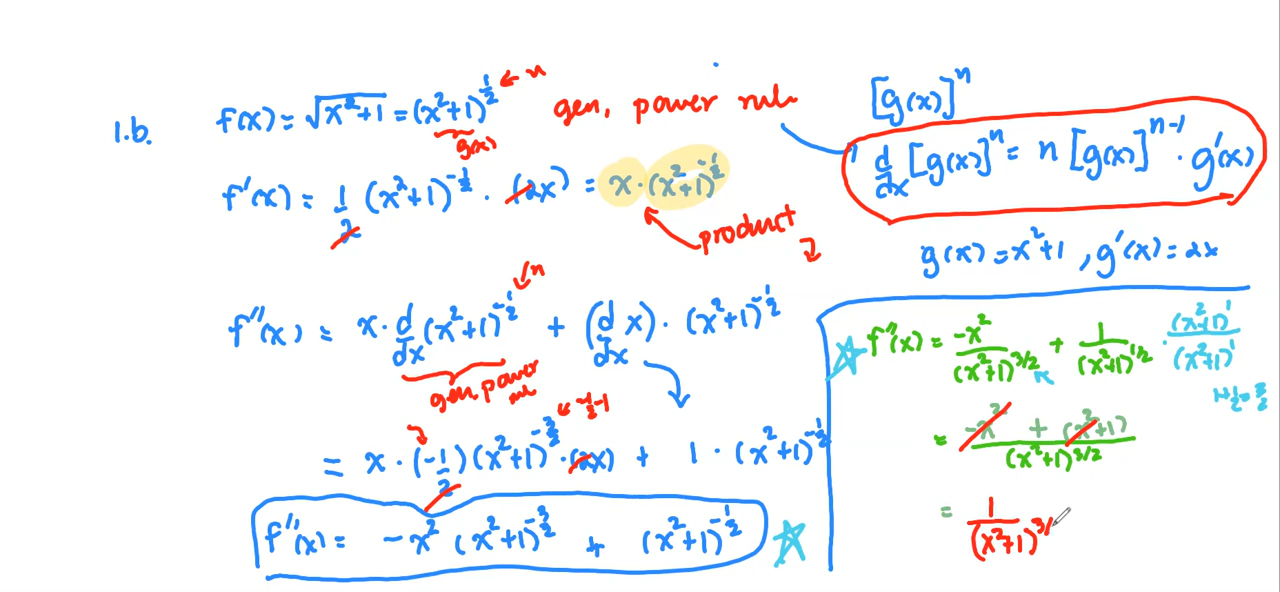 1.b.
f(x) = √x²+1 = (x²+1)^½ ← n
g(x)
gen. power rule
[g(x)]ⁿ
d/dx [g(x)]ⁿ = n [g(x)]ⁿ⁻¹ · g'(x)
g(x) = x²+1 , g'(x) = 2x
f'(x) = 1/2 (x²+1)^-½ · (2x) = x · (x²+1)^-½
product
f''(x) = x · d/dx (x²+1)^-½ + (d/dx x) · (x²+1)^-½
n
gen. power rule
= x · (-1/2) (x²+1)^-3/2 · (2x) + 1 · (x²+1)^-½
← -½-1
f''(x) = -x² (x²+1)^-3/2 + (x²+1)^-½
f''(x) = -x²/(x²+1)^3/2 + 1/(x²+1)^1/2 · (x²+1)¹/(x²+1)¹
1+½=3/2
= -x² + (x²+1)/(x²+1)^3/2
= 1/(x²+1)^3/